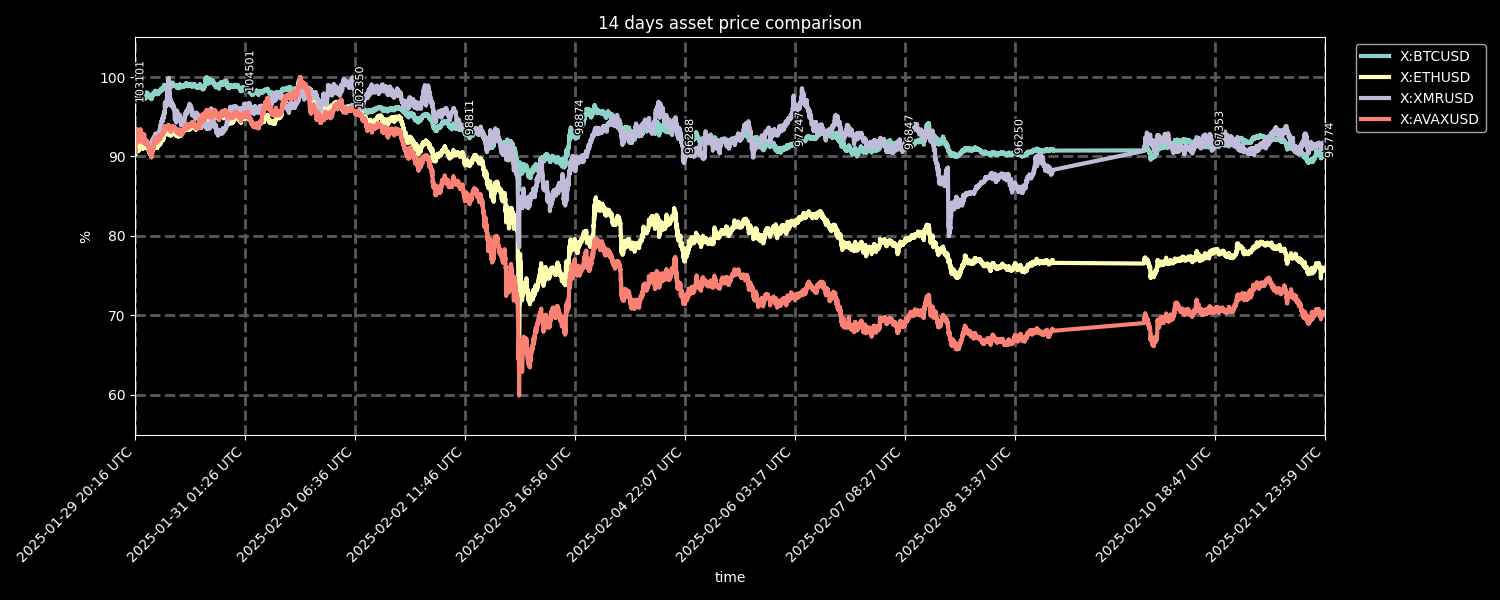 14 days asset price comparison
X:BTCUSD
X:ETHUSD
X:XMRUSD
X:AVAXUSD
100
90
80
70
60
%
103101
104501
102350
98811
98874
96288
97247
96847
96250
97353
95774
2025-01-29 20:16 UTC
2025-01-31 01:26 UTC
2025-02-01 06:36 UTC
2025-02-02 11:46 UTC
2025-02-03 16:56 UTC
2025-02-04 22:07 UTC
2025-02-06 03:17 UTC
2025-02-07 08:27 UTC
2025-02-08 13:37 UTC
2025-02-10 18:47 UTC
2025-02-11 23:59 UTC
time